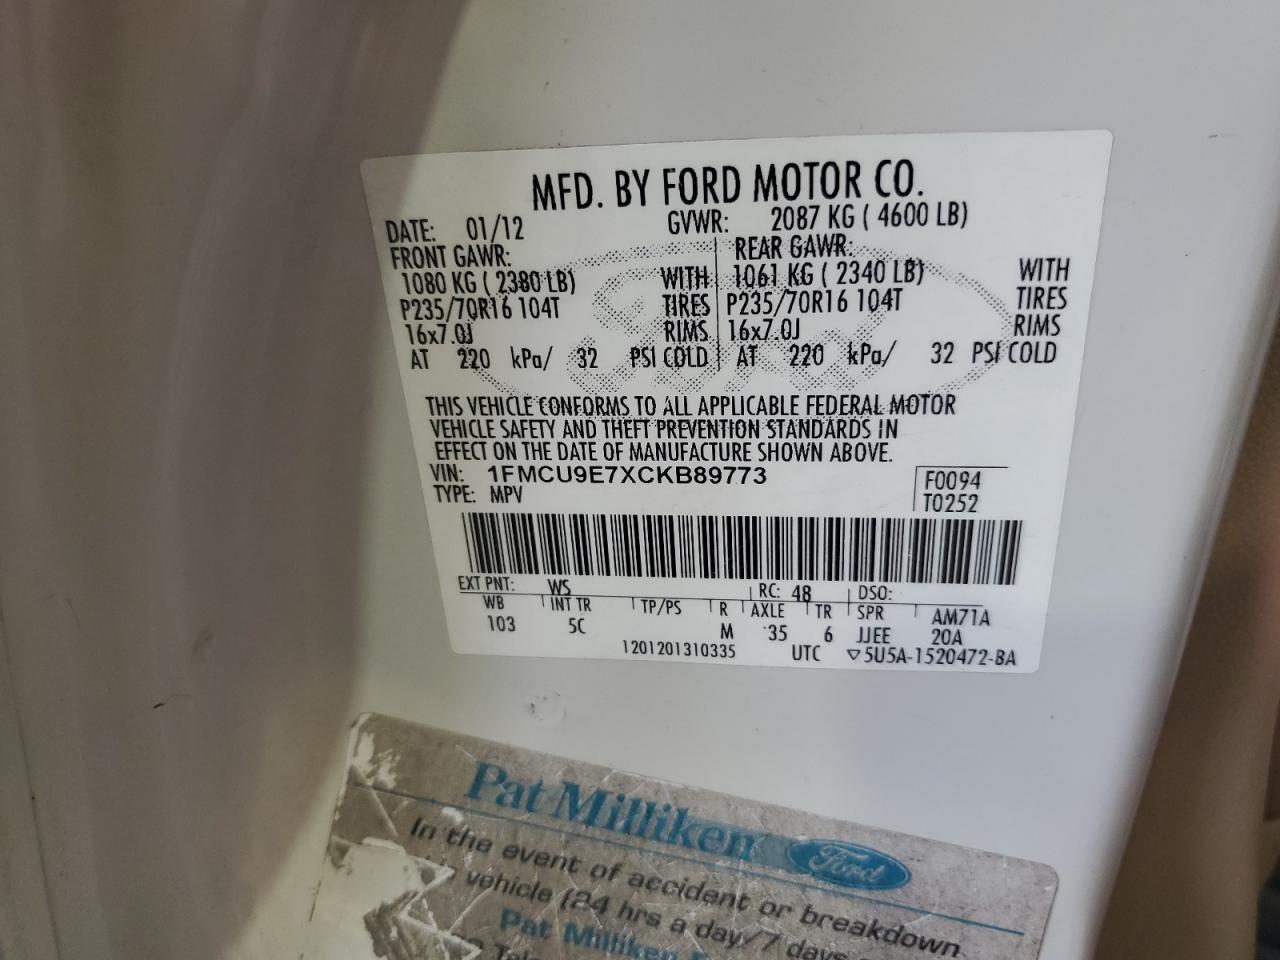 MFD. BY FORD MOTOR CO.
DATE: 01/12 GVWR: 2087 KG ( 4600 LB)
FRONT GAWR: REAR GAWR:
1080 KG ( 2380 LB) WITH 1061 KG ( 2340 LB) WITH
P235/70R16 104T TIRES P235/70R16 104T TIRES
16x7.0J RIMS 16x7.0J RIMS
AT 220 kPa/ 32 PSI COLD AT 220 kPa/ 32 PSI COLD
THIS VEHICLE CONFORMS TO ALL APPLICABLE FEDERAL MOTOR
VEHICLE SAFETY AND THEFT PREVENTION STANDARDS IN
EFFECT ON THE DATE OF MANUFACTURE SHOWN ABOVE.
VIN: 1FMCU9E7XCKB89773 F0094
TYPE: MPV T0252
EXT PNT: WS RC: 48 DSO:
WB INT TR TP/PS R AXLE TR SPR AM71A
103 5C M 35 6 JJEE 20A
1201201310335 UTC ▽5U5A-1520472-BA
Pat Milliken Ford
In the event of accident or breakdown
vehicle (24 hrs a day/7 days
Pat Milliken